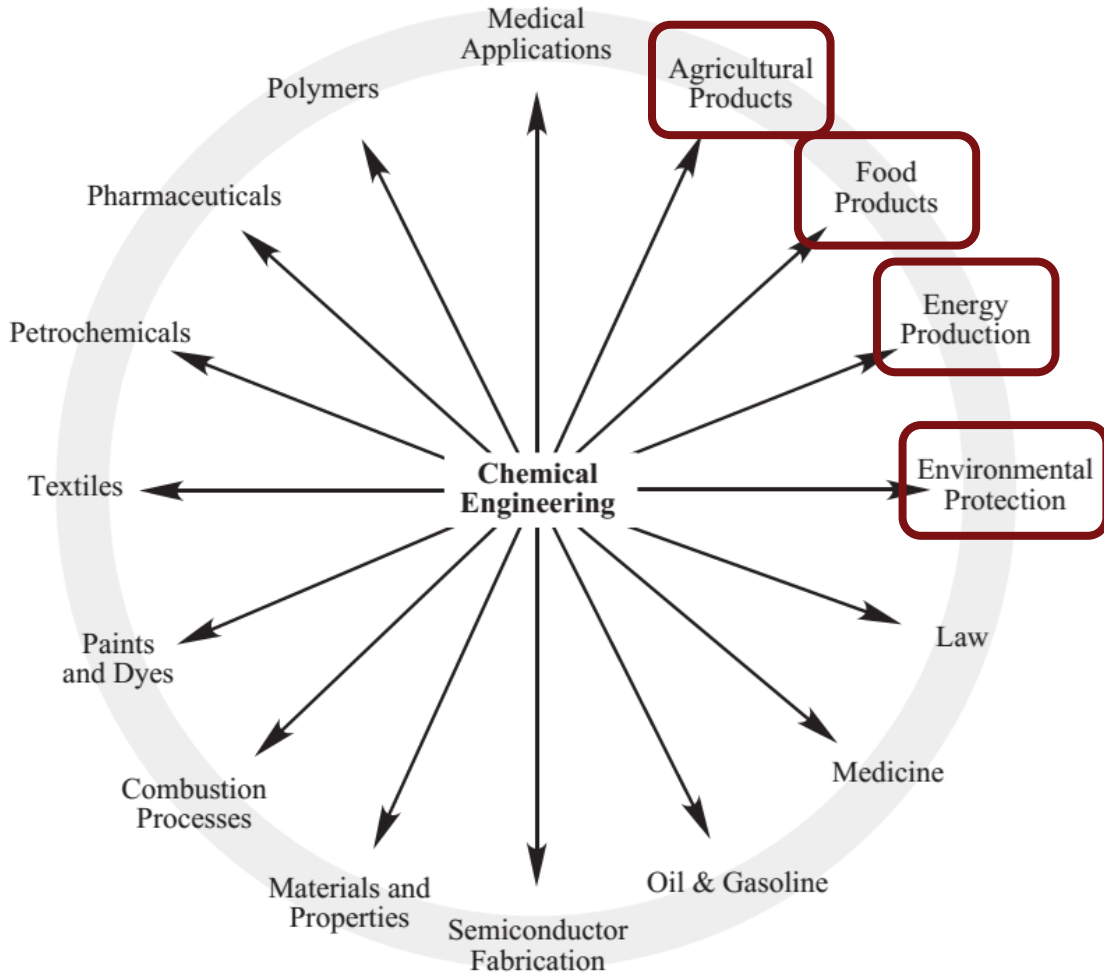 Medical
Applications
Agricultural
Products
Food
Products
Energy
Production
Environmental
Protection
Law
Medicine
Oil & Gasoline
Semiconductor
Fabrication
Materials and
Properties
Combustion
Processes
Paints
and Dyes
Textiles
Petrochemicals
Pharmaceuticals
Polymers
Chemical
Engineering